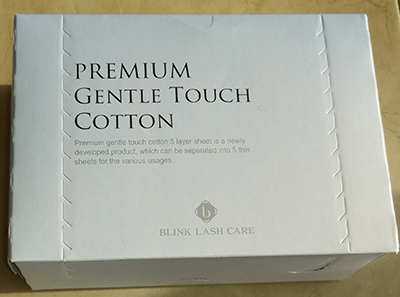 PREMIUM
GENTLE TOUCH
COTTON
Premium gentle touch cotton 5 layer sheet is a newly
developed product, which can be separated into 5 thin
sheets for the various usages.
b
BLINK LASH CARE